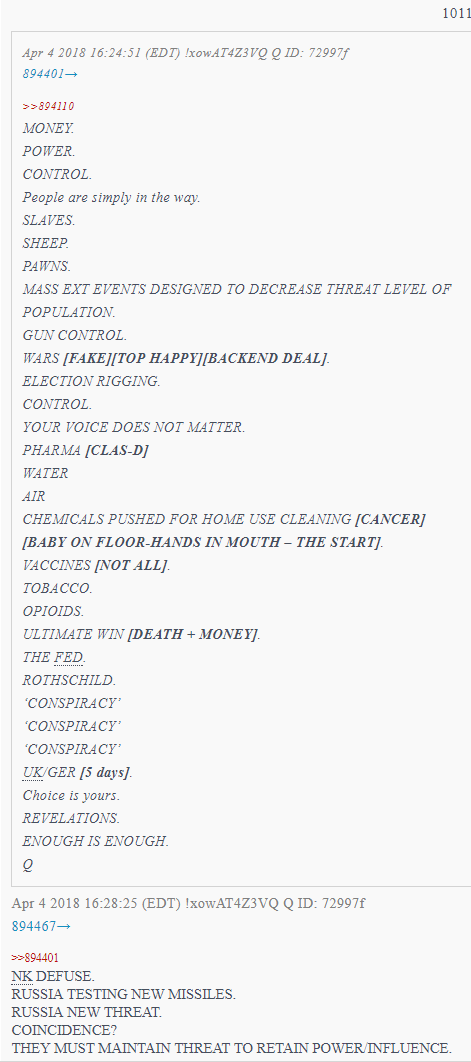 1011
Apr 4 2018 16:24:51 (EDT) !xowAT4Z3VQ Q ID: 72997f
894401→
>>894110
MONEY.
POWER.
CONTROL.
People are simply in the way.
SLAVES.
SHEEP.
PAWNS.
MASS EXT EVENTS DESIGNED TO DECREASE THREAT LEVEL OF
POPULATION.
GUN CONTROL.
WARS [FAKE][TOP HAPPY][BACKEND DEAL].
ELECTION RIGGING.
CONTROL.
YOUR VOICE DOES NOT MATTER.
PHARMA [CLAS-D]
WATER
AIR
CHEMICALS PUSHED FOR HOME USE CLEANING [CANCER]
[BABY ON FLOOR-HANDS IN MOUTH – THE START].
VACCINES [NOT ALL].
TOBACCO.
OPIOIDS.
ULTIMATE WIN [DEATH + MONEY].
THE FED.
ROTHSCHILD.
‘CONSPIRACY’
‘CONSPIRACY’
‘CONSPIRACY’
UK/GER [5 days].
Choice is yours.
REVELATIONS.
ENOUGH IS ENOUGH.
Q
Apr 4 2018 16:28:25 (EDT) !xowAT4Z3VQ Q ID: 72997f
894467→
>>894401
NK DEFUSE.
RUSSIA TESTING NEW MISSILES.
RUSSIA NEW THREAT.
COINCIDENCE?
THEY MUST MAINTAIN THREAT TO RETAIN POWER/INFLUENCE.